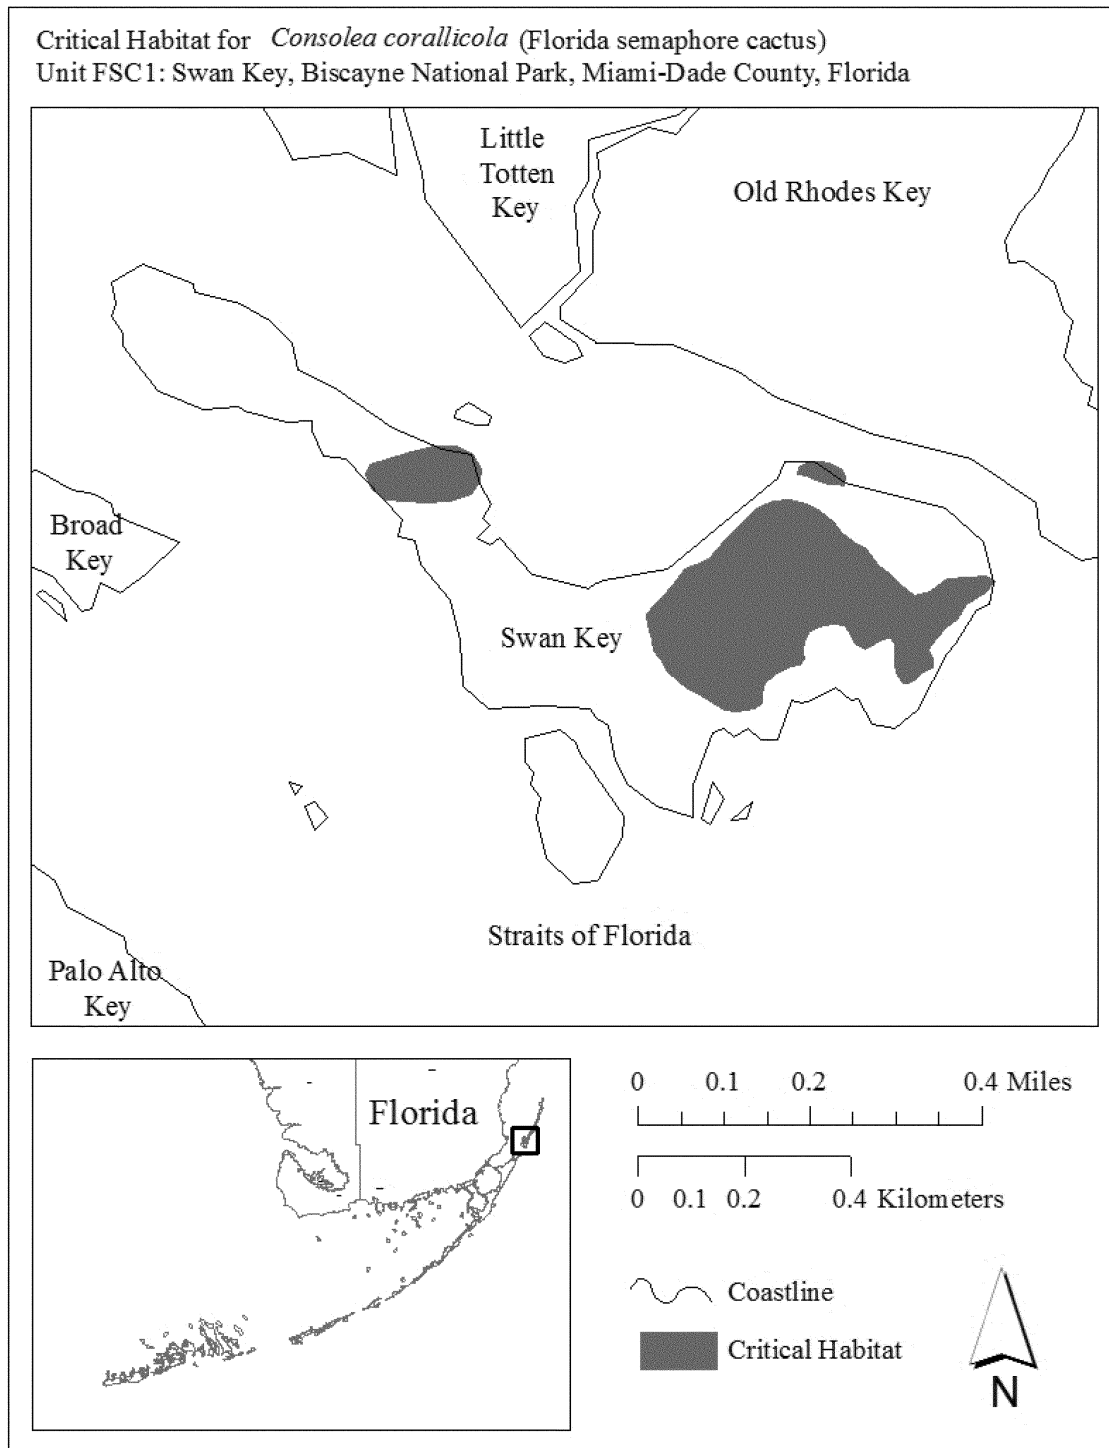 Critical Habitat for Consolea corallicola (Florida semaphore cactus)
Unit FSC1: Swan Key, Biscayne National Park, Miami-Dade County, Florida
Little
Totten
Key
Old Rhodes Key
Broad
Key
Swan Key
Straits of Florida
Palo Alto
Key
Florida
0 0.1 0.2 0.4 Miles
0 0.1 0.2 0.4 Kilometers
Coastline
Critical Habitat
N